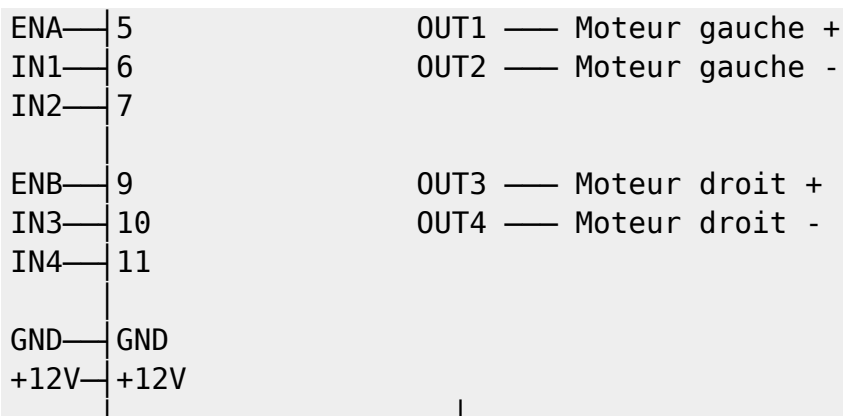 ENA──┤5 OUT1 ─── Moteur gauche +
IN1──┤6 OUT2 ─── Moteur gauche -
IN2──┤7
ENB──┤9 OUT3 ─── Moteur droit +
IN3──┤10 OUT4 ─── Moteur droit -
IN4──┤11
GND──┤GND
+12V─┤+12V